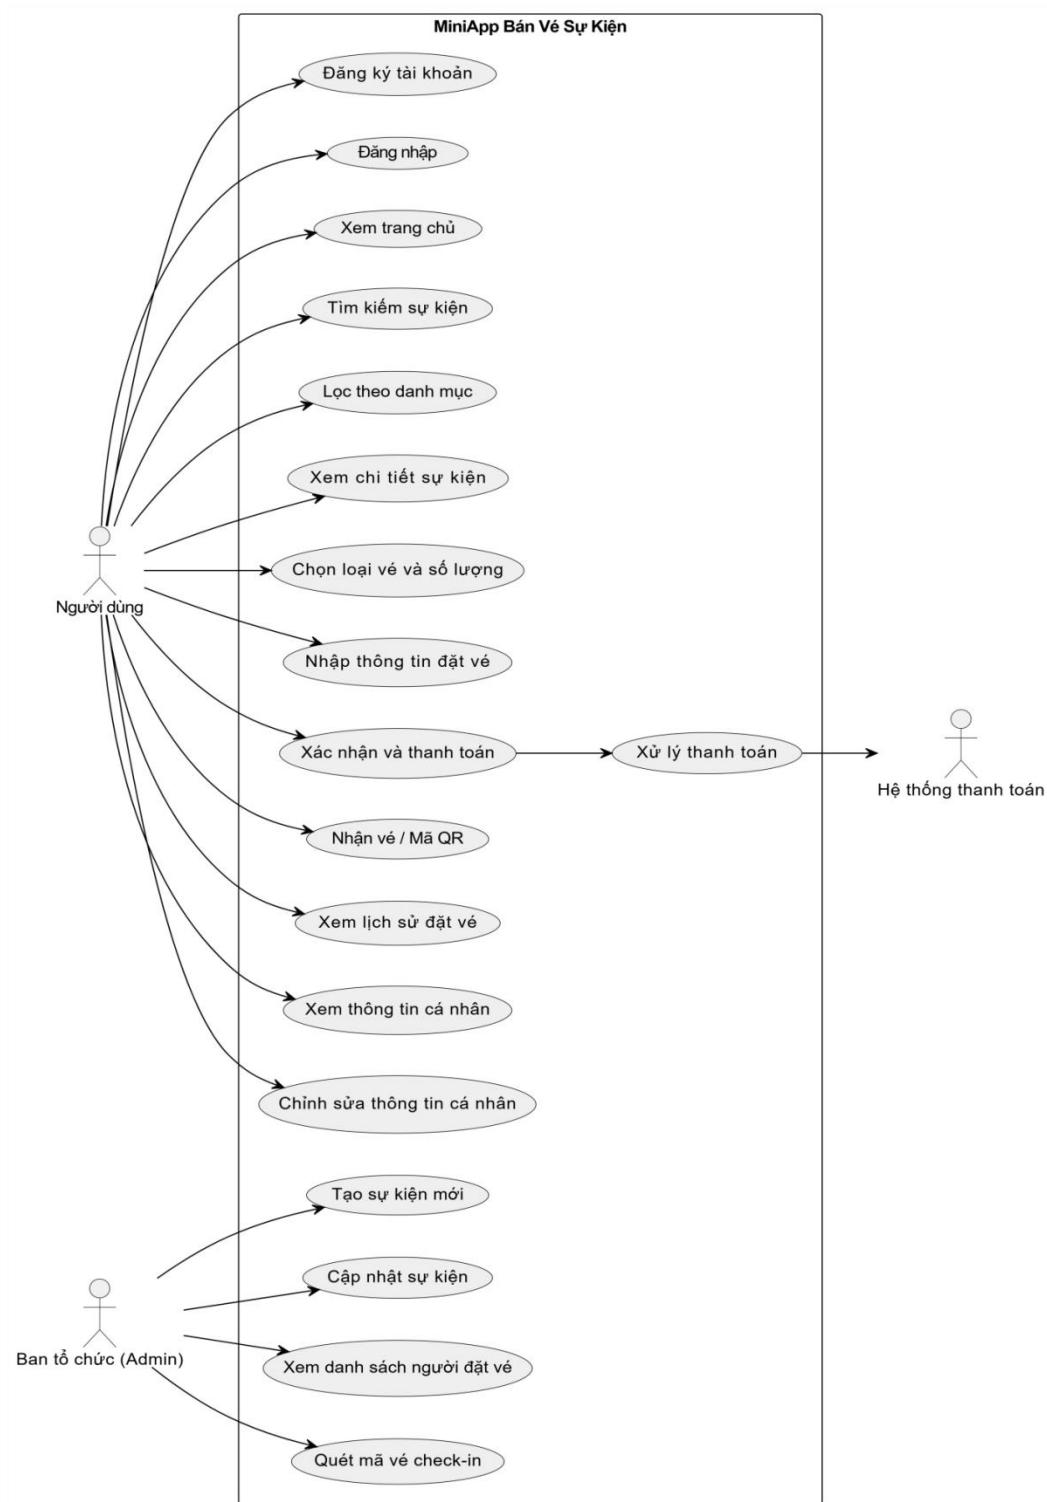 MiniApp Bán Vé Sự Kiện
Đăng ký tài khoản
Đăng nhập
Xem trang chủ
Tìm kiếm sự kiện
Lọc theo danh mục
Xem chi tiết sự kiện
Chọn loại vé và số lượng
Người dùng
Nhập thông tin đặt vé
Xác nhận và thanh toán
Xử lý thanh toán
Hệ thống thanh toán
Nhận vé / Mã QR
Xem lịch sử đặt vé
Xem thông tin cá nhân
Chỉnh sửa thông tin cá nhân
Tạo sự kiện mới
Cập nhật sự kiện
Ban tổ chức (Admin)
Xem danh sách người đặt vé
Quét mã vé check-in